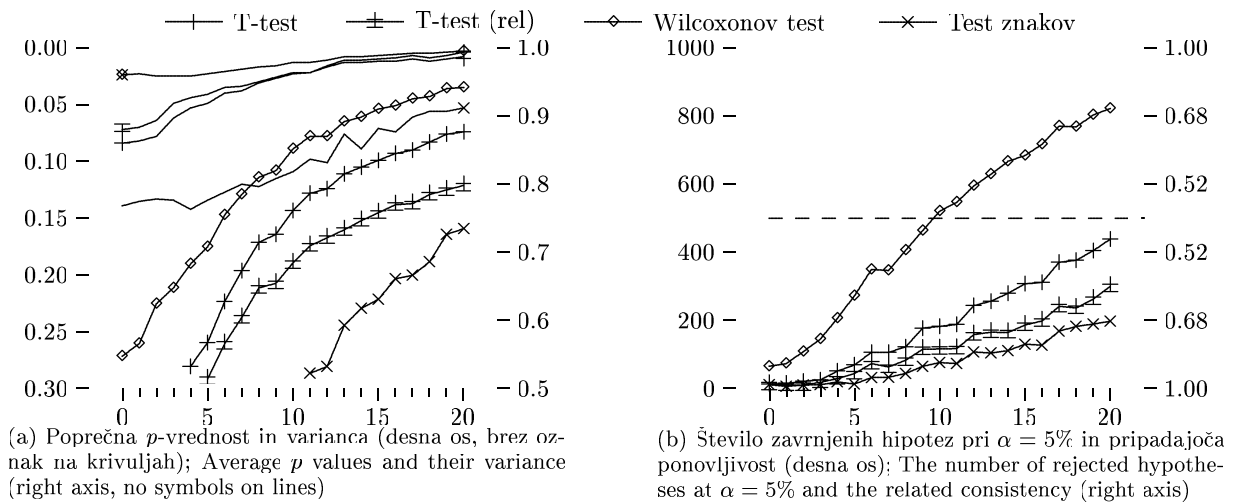 T-test T-test (rel) Wilcoxonov test Test znakov
0.00 1.0 1000 1.00
0.05 0.9 800 0.68
0.10 600 0.52
0.15 0.8
0.20 0.7 400 0.52
0.25 0.6 200 0.68
0.30 0.5 0 1.00
0 5 10 15 20 0 5 10 15 20
(a) Poprečna p-vrednost in varianca (desna os, brez oz-
nak na krivuljah); Average p values and their variance
(right axis, no symbols on lines)
(b) Število zavrnjenih hipotez pri α = 5% in pripadajoča
ponovljivost (desna os); The number of rejected hypothe-
ses at α = 5% and the related consistency (right axis)